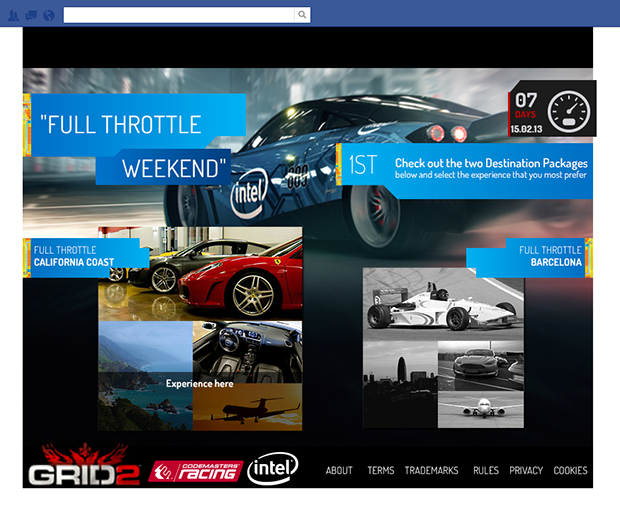 "FULL THROTTLE
WEEKEND"
07
DAYS
15.02.13
1ST
Check out the two Destination Packages
below and select the experience that you most prefer
intel
FULL THROTTLE
CALIFORNIA COAST
FULL THROTTLE
BARCELONA
Experience here
GRID2
CODEMASTERS
RACING
intel
ABOUT
TERMS
TRADEMARKS
RULES
PRIVACY
COOKIES